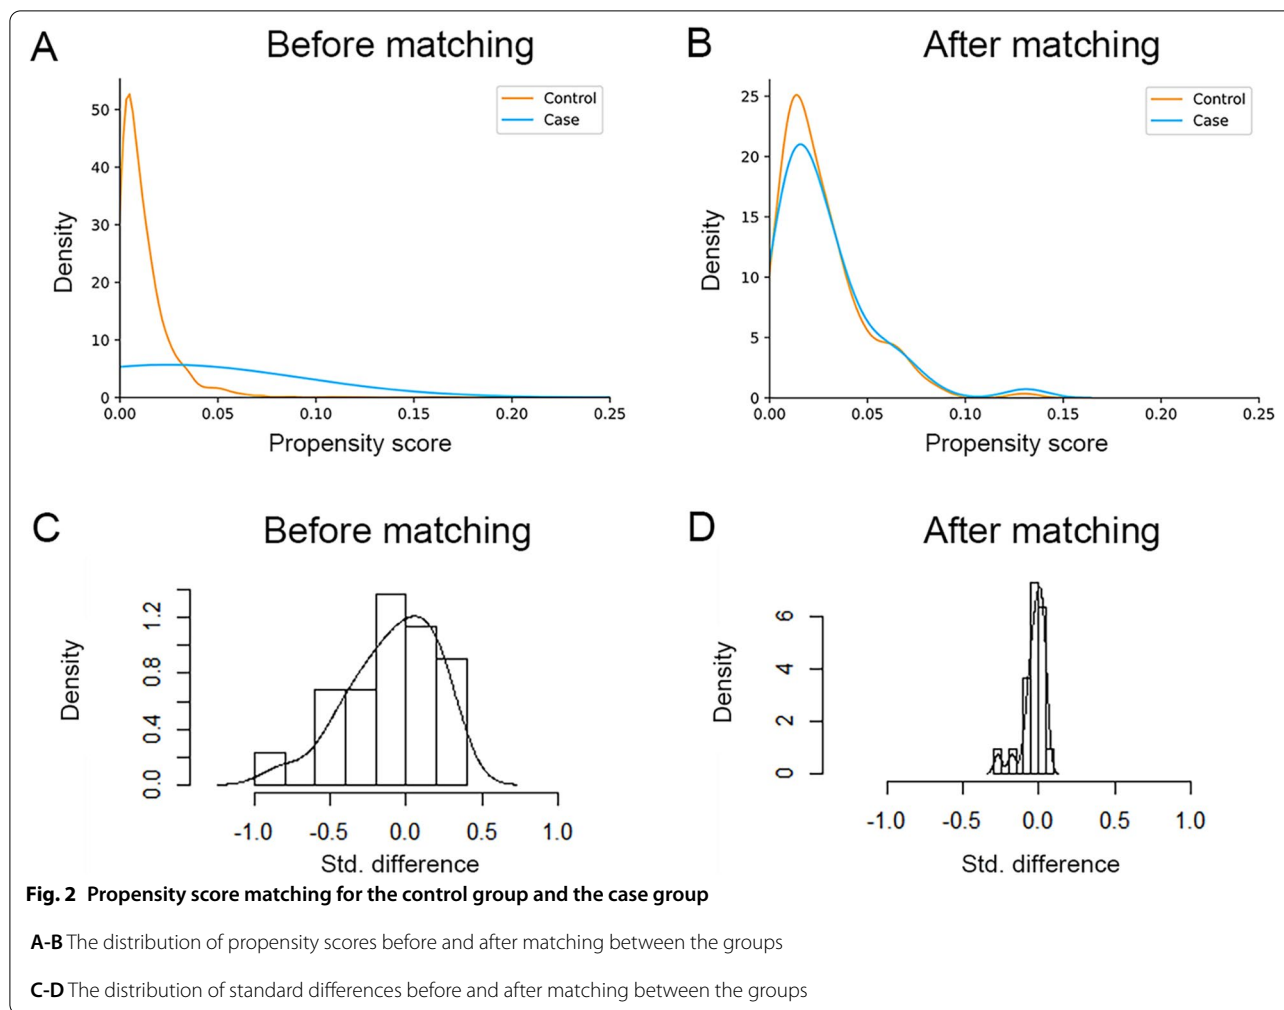 A Before matching
B After matching
Density
50
40
30
20
10
0
0.00 0.05 0.10 0.15 0.20 0.25
Propensity score
Control
Case
Density
25
20
15
10
5
0
0.00 0.05 0.10 0.15 0.20 0.25
Propensity score
Control
Case
C Before matching
D After matching
Density
1.2
0.8
0.4
0.0
-1.0 -0.5 0.0 0.5 1.0
Std. difference
Density
6
4
2
0
-1.0 -0.5 0.0 0.5 1.0
Std. difference
Fig. 2 Propensity score matching for the control group and the case group
A-B The distribution of propensity scores before and after matching between the groups
C-D The distribution of standard differences before and after matching between the groups